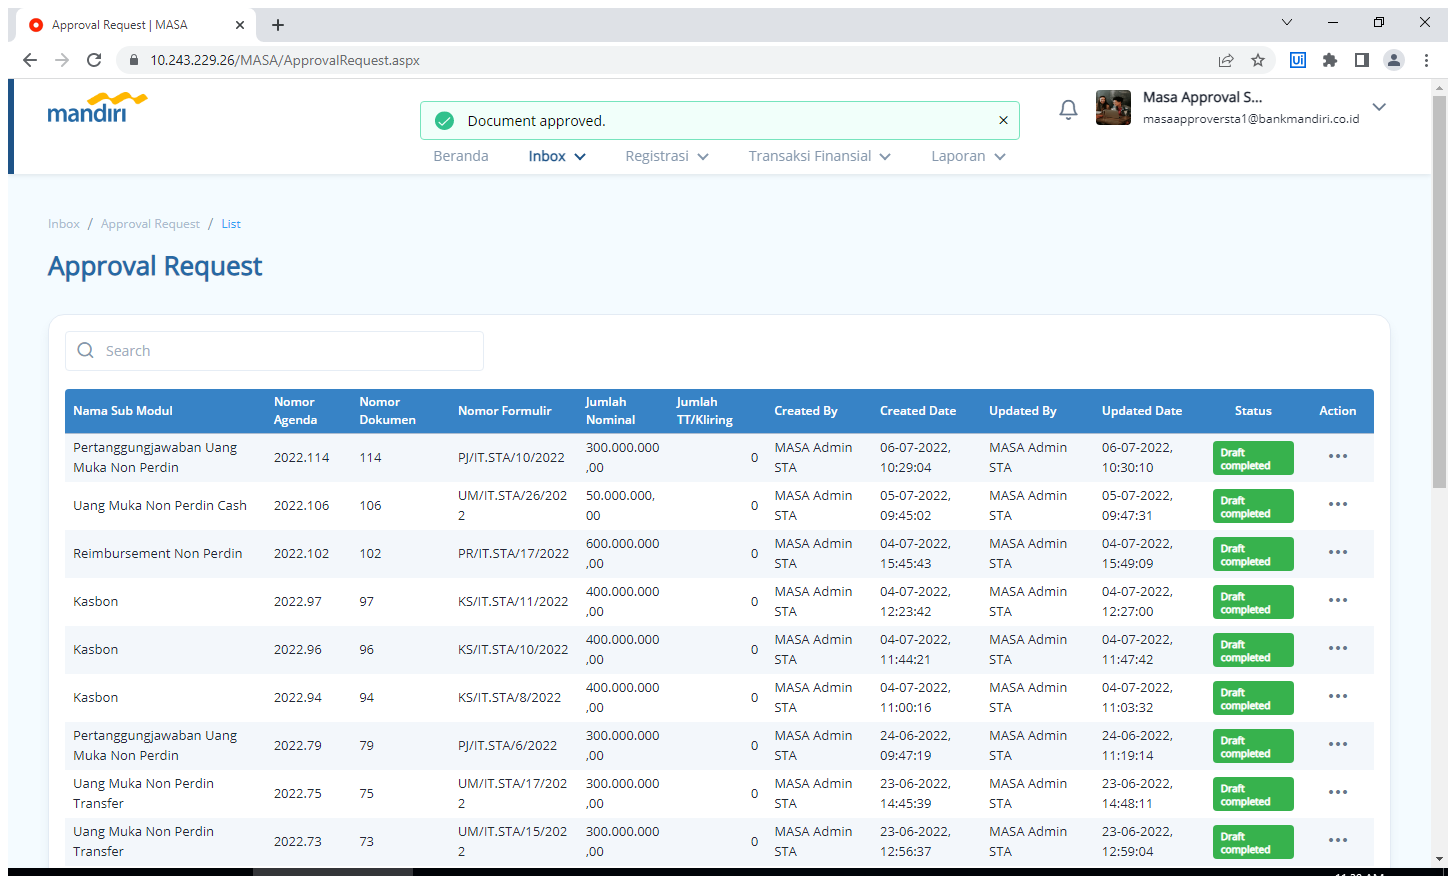 Approval Request | MASA
10.243.229.26/MASA/ApprovalRequest.aspx
mandiri
Document approved.
Masa Approval S...
masaapproversta1@bankmandiri.co.id
Beranda Inbox Registrasi Transaksi Finansial Laporan
Inbox / Approval Request / List
Approval Request
Search
Nama Sub Modul Nomor Agenda Nomor Dokumen Nomor Formulir Jumlah Nominal Jumlah TT/Kliring Created By Created Date Updated By Updated Date Status Action
Pertanggungjawaban Uang Muka Non Perdin 2022.114 114 PJ/IT.STA/10/2022 300.000.000,00 0 MASA Admin STA 06-07-2022, 10:29:04 MASA Admin STA 06-07-2022, 10:30:10 Draft completed
Uang Muka Non Perdin Cash 2022.106 106 UM/IT.STA/26/2022 50.000.000,00 0 MASA Admin STA 05-07-2022, 09:45:02 MASA Admin STA 05-07-2022, 09:47:31 Draft completed
Reimbursement Non Perdin 2022.102 102 PR/IT.STA/17/2022 600.000.000,00 0 MASA Admin STA 04-07-2022, 15:45:43 MASA Admin STA 04-07-2022, 15:49:09 Draft completed
Kasbon 2022.97 97 KS/IT.STA/11/2022 400.000.000,00 0 MASA Admin STA 04-07-2022, 12:23:42 MASA Admin STA 04-07-2022, 12:27:00 Draft completed
Kasbon 2022.96 96 KS/IT.STA/10/2022 400.000.000,00 0 MASA Admin STA 04-07-2022, 11:44:21 MASA Admin STA 04-07-2022, 11:47:42 Draft completed
Kasbon 2022.94 94 KS/IT.STA/8/2022 400.000.000,00 0 MASA Admin STA 04-07-2022, 11:00:16 MASA Admin STA 04-07-2022, 11:03:32 Draft completed
Pertanggungjawaban Uang Muka Non Perdin 2022.79 79 PJ/IT.STA/6/2022 300.000.000,00 0 MASA Admin STA 24-06-2022, 09:47:19 MASA Admin STA 24-06-2022, 11:19:14 Draft completed
Uang Muka Non Perdin Transfer 2022.75 75 UM/IT.STA/17/2022 300.000.000,00 0 MASA Admin STA 23-06-2022, 14:45:39 MASA Admin STA 23-06-2022, 14:48:11 Draft completed
Uang Muka Non Perdin Transfer 2022.73 73 UM/IT.STA/15/2022 300.000.000,00 0 MASA Admin STA 23-06-2022, 12:56:37 MASA Admin STA 23-06-2022, 12:59:04 Draft completed